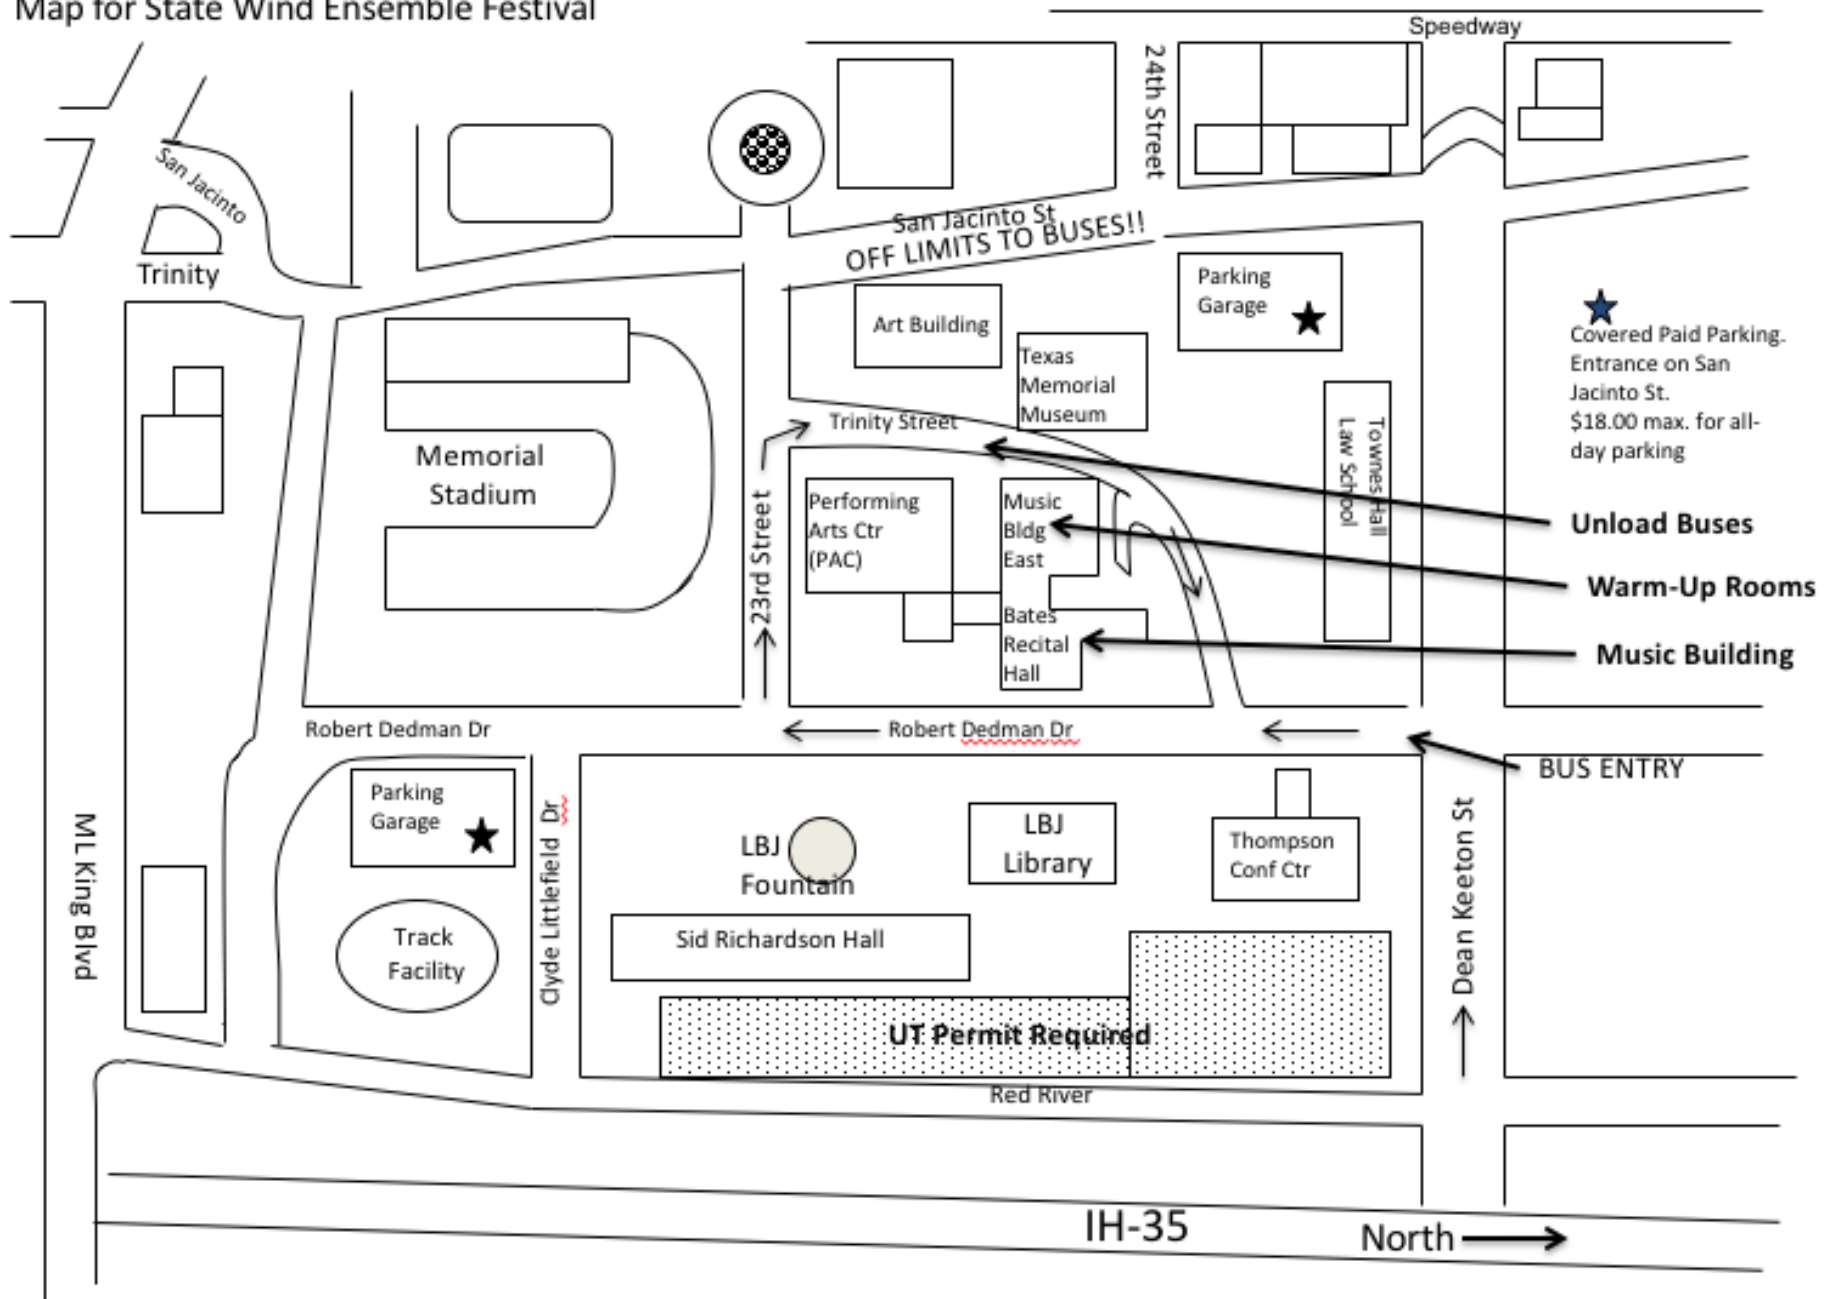 Map for State Wind Ensemble Festival
Speedway
24th Street
San Jacinto
Trinity
San Jacinto St
OFF LIMITS TO BUSES!!
Parking
Garage
Art Building
Texas
Memorial
Museum
Covered Paid Parking.
Entrance on San
Jacinto St.
$18.00 max. for all-
day parking
Trinity Street
Townes Hall
Law School
Memorial
Stadium
23rd Street
Performing
Arts Ctr
(PAC)
Music
Bldg
East
Unload Buses
Warm-Up Rooms
Bates
Recital
Hall
Music Building
Robert Dedman Dr
Robert Dedman Dr
BUS ENTRY
Parking
Garage
Clyde Littlefield Dr
LBJ
Fountain
LBJ
Library
Thompson
Conf Ctr
Dean Keeton St
ML King Blvd
Track
Facility
Sid Richardson Hall
UT Permit Required
Red River
IH-35
North